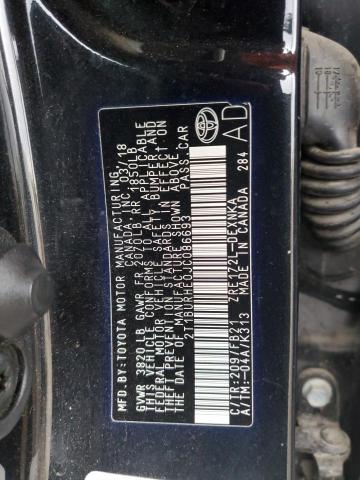 MFD. BY:TOYOTA MOTOR MANUFACTURING
CANADA, INC. 03/18
GVWR 3820 LB GAWR FR 2075LB RR 1850LB
THIS VEHICLE CONFORMS TO ALL APPLICABLE
FEDERAL MOTOR VEHICLE SAFETY, BUMPER, AND
THEFT PREVENTION STANDARDS IN EFFECT ON
THE DATE OF MANUFACTURE SHOWN ABOVE.
2T1BURHE0JC086693 PASS.CAR
C/TR:209/FB21 ZRE172L-DEXNKA
A/TM:-04A/K313 MADE IN CANADA 284
AD